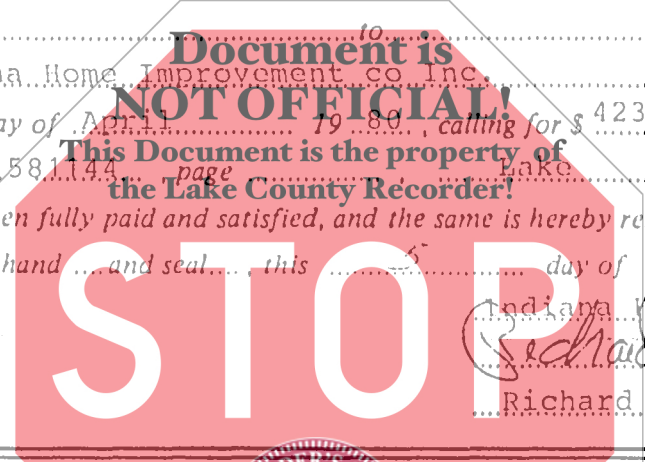 to
Document is
na Home Improvement co Inc.
NOT OFFICIAL!
ay of April 19 80 , calling for $ 423
This Document is the property of
581144 page Lake
the Lake County Recorder!
en fully paid and satisfied, and the same is hereby re
hand and seal , this day of
STOP
Indiana
Richard
Richard